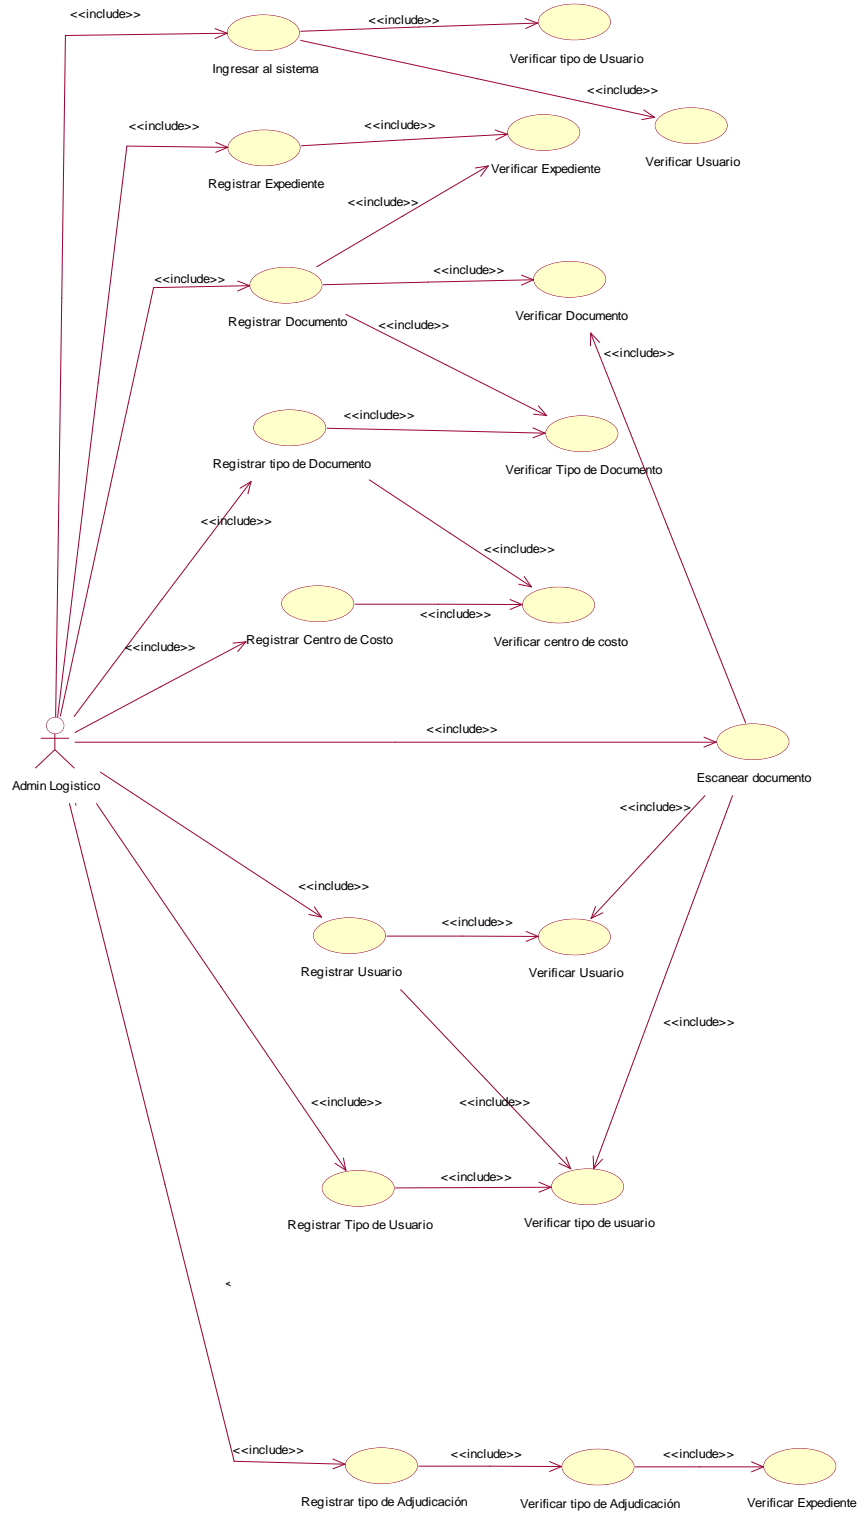 <<include>>
<<include>>
Verificar tipo de Usuario
Ingresar al sistema
<<include>>
<<include>>
<<include>>
Verificar Usuario
Verificar Expediente
Registrar Expediente
<<include>>
<<include>>
<<include>>
Verificar Documento
Registrar Documento
<<include>>
<<include>>
<<include>>
Registrar tipo de Documento
Verificar Tipo de Documento
<<include>>
<<include>>
<<include>>
Registrar Centro de Costo
Verificar centro de costo
<<include>>
<<include>>
Escanear documento
Admin Logistico
<<include>>
<<include>>
<<include>>
Registrar Usuario
Verificar Usuario
<<include>>
<<include>>
<<include>>
<<include>>
Registrar Tipo de Usuario
Verificar tipo de usuario
<
<<include>>
<<include>>
<<include>>
Registrar tipo de Adjudicación
Verificar tipo de Adjudicación
Verificar Expediente